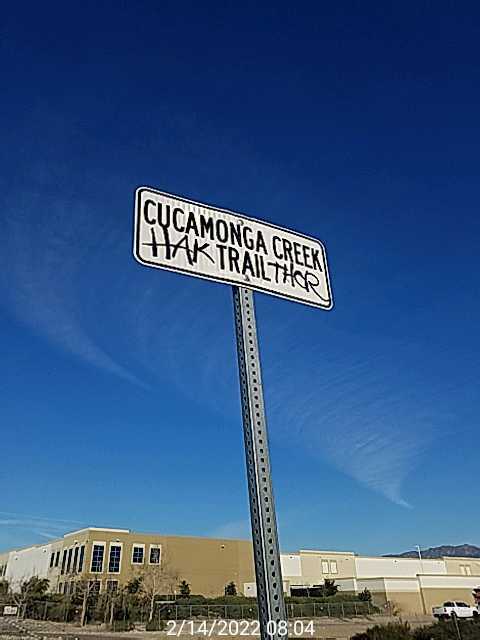 CUCAMONGA CREEK
HAK TRAIL THOR
2/14/2022 08:04